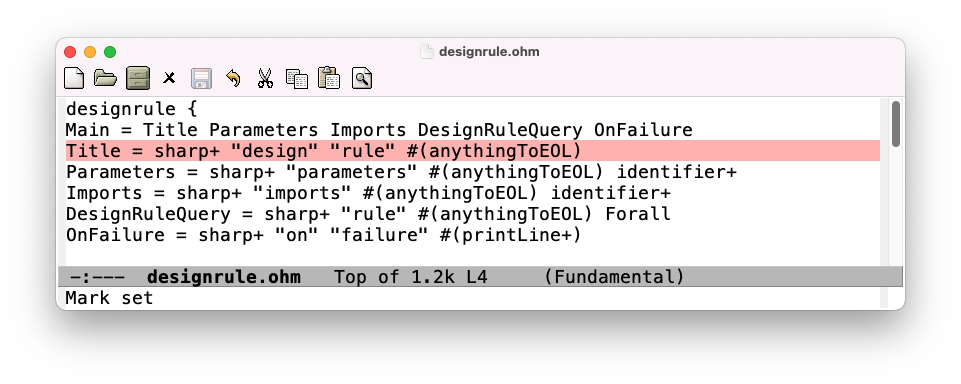 designrule.ohm
designrule {
Main = Title Parameters Imports DesignRuleQuery OnFailure
Title = sharp+ "design" "rule" #(anythingToEOL)
Parameters = sharp+ "parameters" #(anythingToEOL) identifier+
Imports = sharp+ "imports" #(anythingToEOL) identifier+
DesignRuleQuery = sharp+ "rule" #(anythingToEOL) Forall
OnFailure = sharp+ "on" "failure" #(printLine+)
-:--- designrule.ohm Top of 1.2k L4 (Fundamental)
Mark set